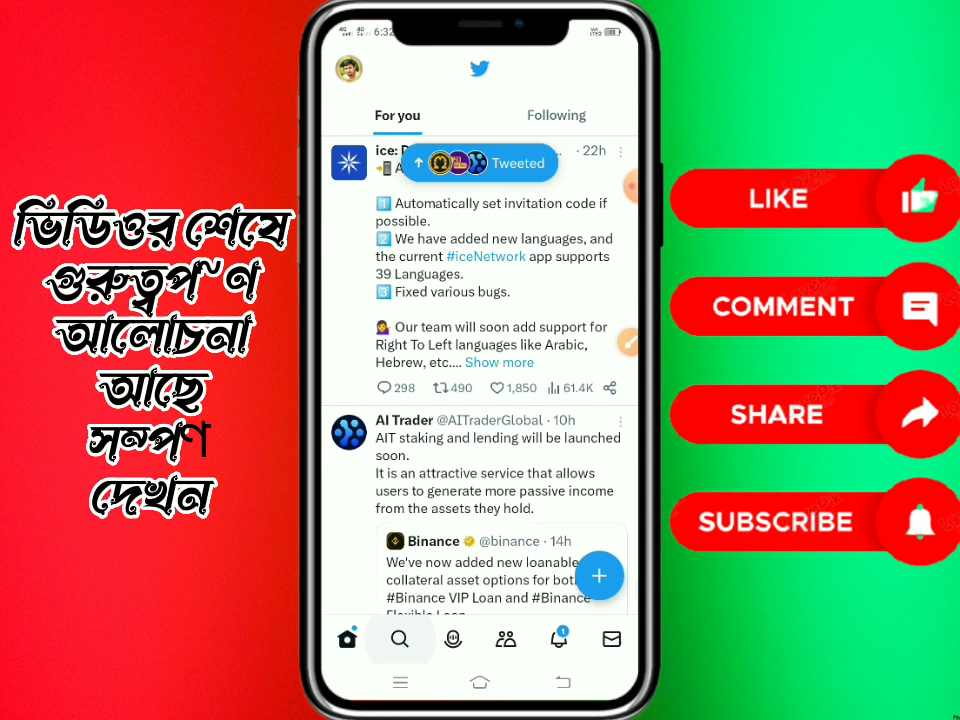 ভিডিওর শেষে
গুরুত্বপূণ
আলোচনা
আছে
সম্পণ
দেখন
6:32
For you
Following
ice: D
.. · 22h
Tweeted
A
1 Automatically set invitation code if
possible.
2 We have added new languages, and
the current #iceNetwork app supports
39 Languages.
3 Fixed various bugs.
Our team will soon add support for
Right To Left languages like Arabic,
Hebrew, etc.... Show more
298 490 1,850 61.4K
AI Trader @AITraderGlobal · 10h
AIT staking and lending will be launched
soon.
It is an attractive service that allows
users to generate more passive income
from the assets they hold.
Binance @binance · 14h
We've now added new loanable
collateral asset options for bot
#Binance VIP Loan and #Binance
Flexible Loan
1
LIKE
COMMENT
SHARE
SUBSCRIBE